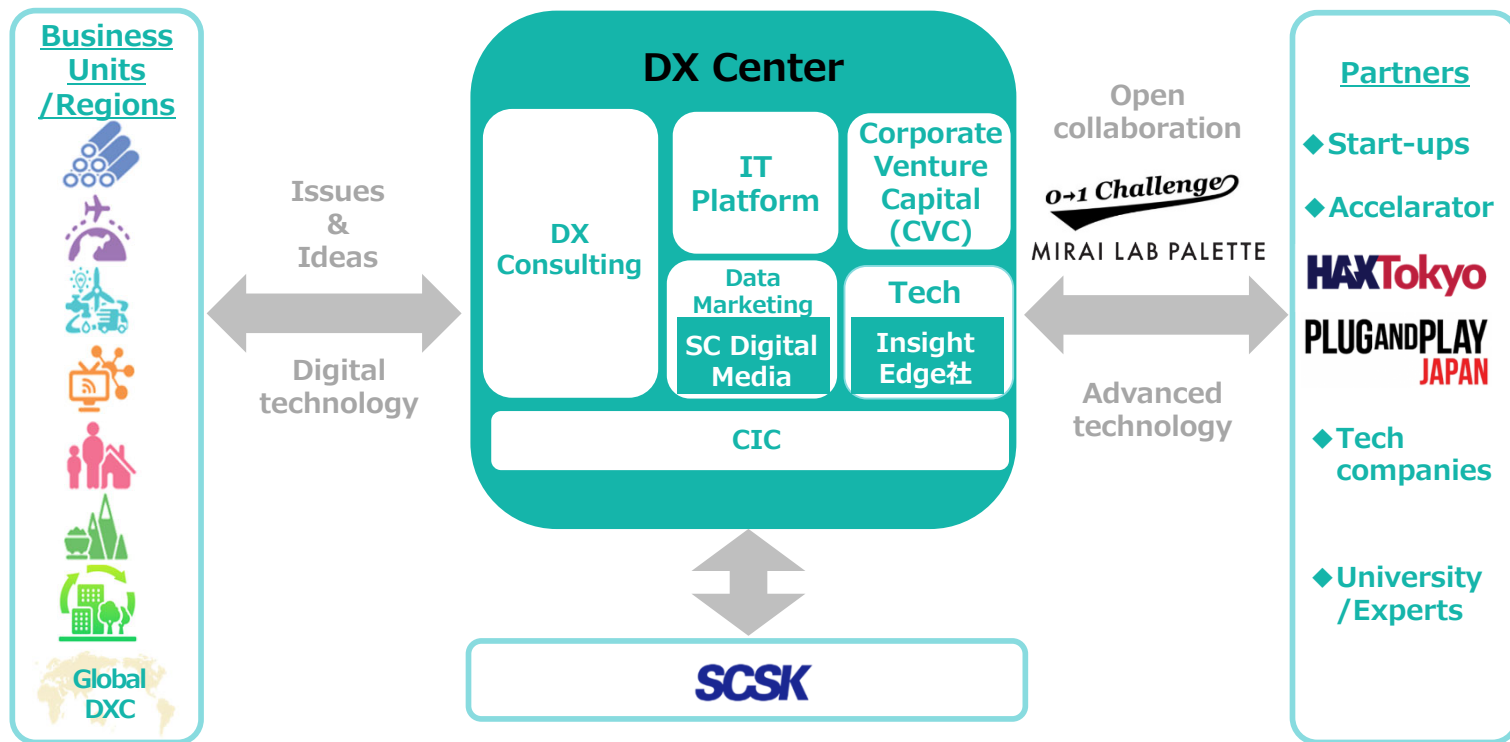 Business
Units
/Regions
Global
DXC
Issues
&
Ideas
Digital
technology
DX Center
DX
Consulting
IT
Platform
Corporate
Venture
Capital
(CVC)
Data
Marketing
SC Digital
Media
Tech
Insight
Edge社
CIC
SCSK
Open
collaboration
0→1 Challenge
MIRAI LAB PALETTE
Advanced
technology
Partners
◆Start-ups
◆Accelarator
HAXTokyo
PLUGANDPLAY
JAPAN
◆Tech
companies
◆University
/Experts